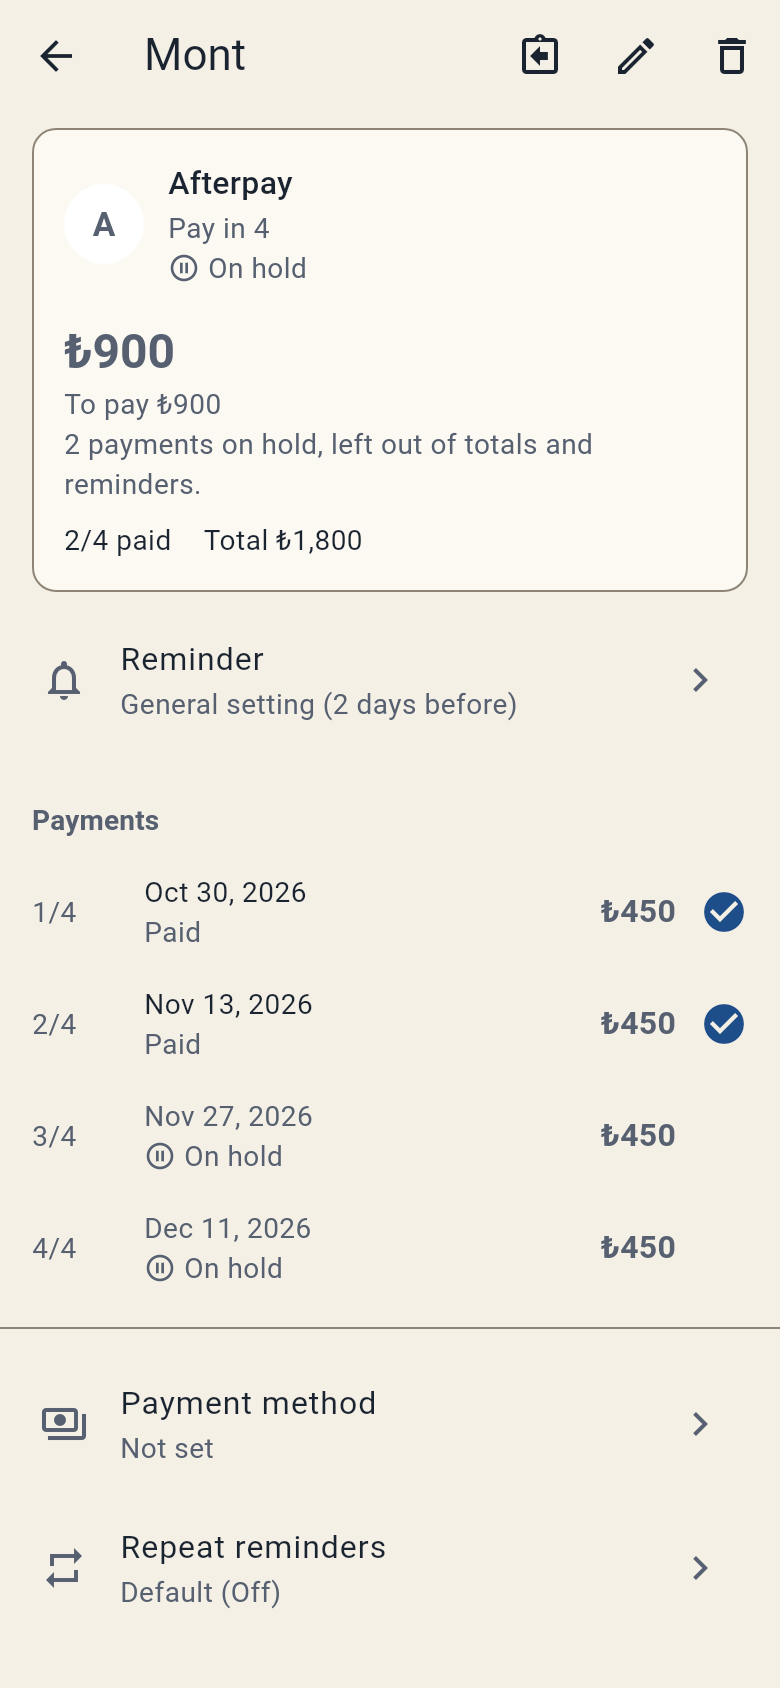 Mont
A
Afterpay
Pay in 4
On hold
₺900
To pay ₺900
2 payments on hold, left out of totals and
reminders.
2/4 paid Total ₺1,800
Reminder
General setting (2 days before)
Payments
1/4
Oct 30, 2026
Paid
₺450
2/4
Nov 13, 2026
Paid
₺450
3/4
Nov 27, 2026
On hold
₺450
4/4
Dec 11, 2026
On hold
₺450
Payment method
Not set
Repeat reminders
Default (Off)